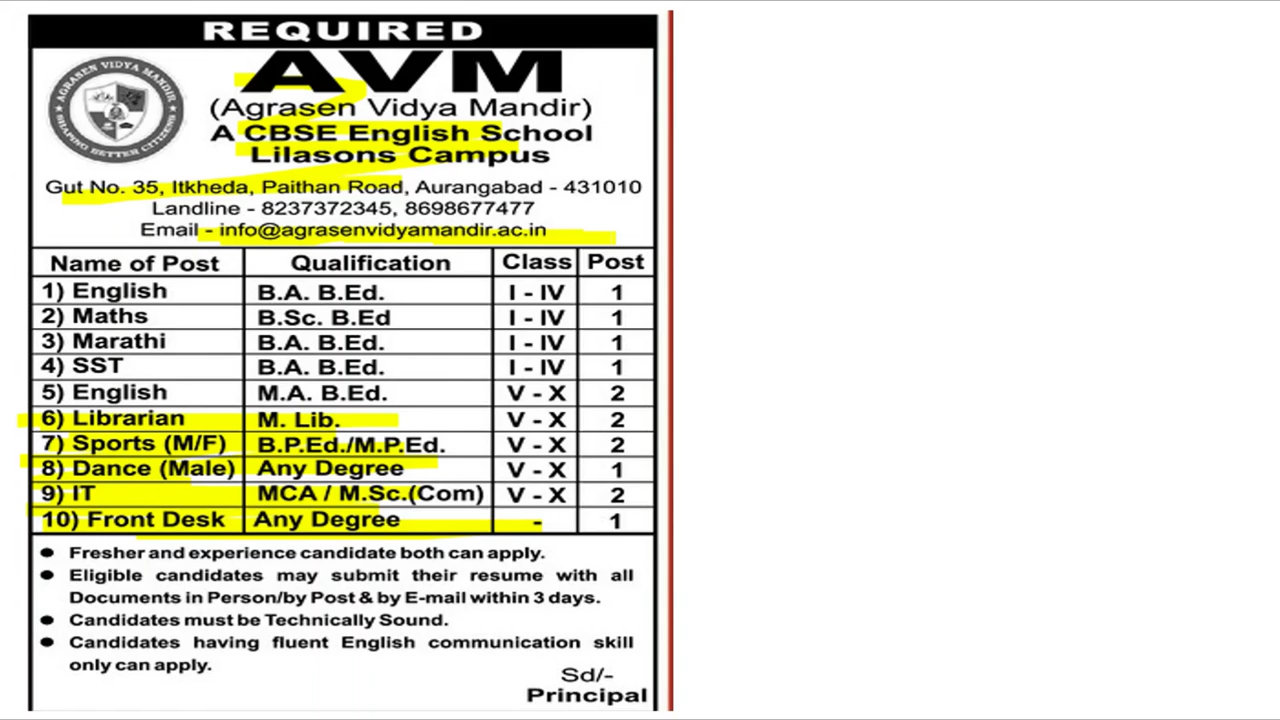 REQUIRED
AVM
AGRASEN VIDYA MANDIR
SHAPING BETTER CITIZENS
(Agrasen Vidya Mandir)
A CBSE English School
Lilasons Campus
Gut No. 35, Itkheda, Paithan Road, Aurangabad - 431010
Landline - 8237372345, 8698677477
Email - info@agrasenvidyamandir.ac.in
Name of Post Qualification Class Post
1) English B.A. B.Ed. I - IV 1
2) Maths B.Sc. B.Ed I - IV 1
3) Marathi B.A. B.Ed. I - IV 1
4) SST B.A. B.Ed. I - IV 1
5) English M.A. B.Ed. V - X 2
6) Librarian M. Lib. V - X 2
7) Sports (M/F) B.P.Ed./M.P.Ed. V - X 2
8) Dance (Male) Any Degree V - X 1
9) IT MCA / M.Sc.(Com) V - X 2
10) Front Desk Any Degree - 1
● Fresher and experience candidate both can apply.
● Eligible candidates may submit their resume with all
Documents in Person/by Post & by E-mail within 3 days.
● Candidates must be Technically Sound.
● Candidates having fluent English communication skill
only can apply.
Sd/-
Principal